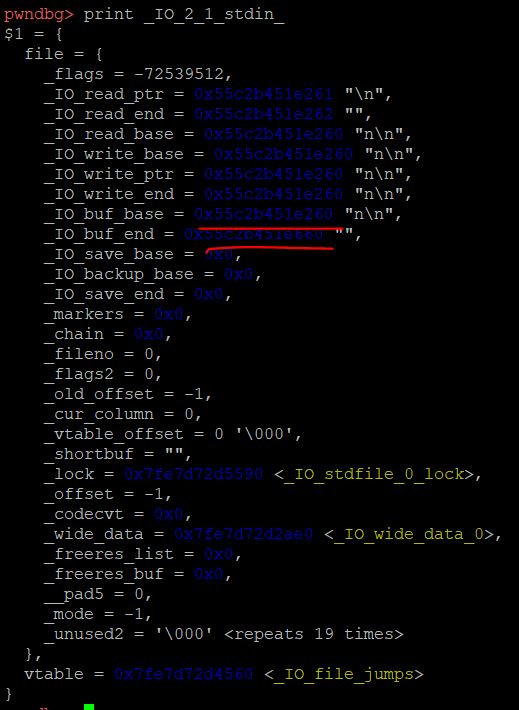 pwndbg> print _IO_2_1_stdin_
$1 = {
  file = {
    _flags = -72539512,
    _IO_read_ptr = 0x55c2b451e261 "\n",
    _IO_read_end = 0x55c2b451e262 "",
    _IO_read_base = 0x55c2b451e260 "n\n",
    _IO_write_base = 0x55c2b451e260 "n\n",
    _IO_write_ptr = 0x55c2b451e260 "n\n",
    _IO_write_end = 0x55c2b451e260 "n\n",
    _IO_buf_base = 0x55c2b451e260 "n\n",
    _IO_buf_end = "",
    _IO_save_base = 0x0,
    _IO_backup_base = 0x0,
    _IO_save_end = 0x0,
    _markers = 0x0,
    _chain = 0x0,
    _fileno = 0,
    _flags2 = 0,
    _old_offset = -1,
    _cur_column = 0,
    _vtable_offset = 0 '\000',
    _shortbuf = "",
    _lock = 0x7fe7d72d5590 <_IO_stdfile_0_lock>,
    _offset = -1,
    _codecvt = 0x0,
    _wide_data = 0x7fe7d72d2ae0 <_IO_wide_data_0>,
    _freeres_list = 0x0,
    _freeres_buf = 0x0,
    __pad5 = 0,
    _mode = -1,
    _unused2 = '\000' <repeats 19 times>
  },
  vtable = 0x7fe7d72d4560 <_IO_file_jumps>
}